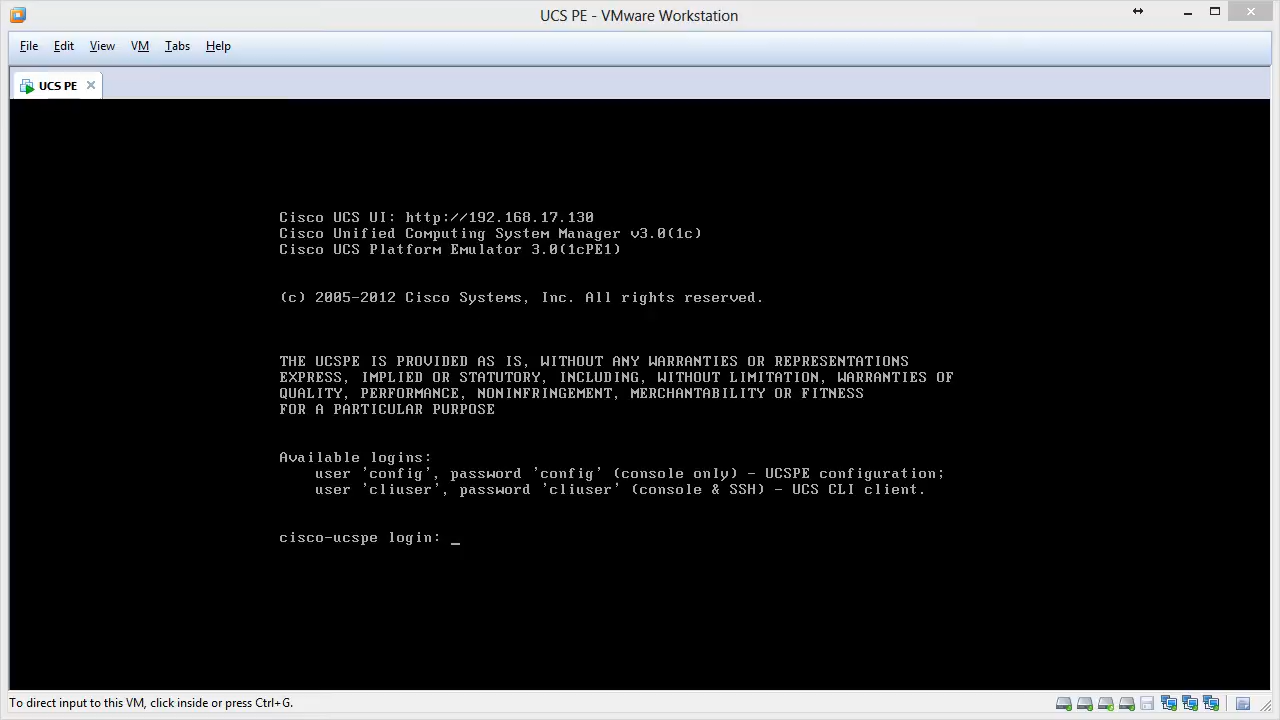 UCS PE - VMware Workstation
File Edit View VM Tabs Help
UCS PE
Cisco UCS UI: http://192.168.17.130
Cisco Unified Computing System Manager v3.0(1c)
Cisco UCS Platform Emulator 3.0(1cPE1)
(c) 2005-2012 Cisco Systems, Inc. All rights reserved.
THE UCSPE IS PROVIDED AS IS, WITHOUT ANY WARRANTIES OR REPRESENTATIONS
EXPRESS, IMPLIED OR STATUTORY, INCLUDING, WITHOUT LIMITATION, WARRANTIES OF
QUALITY, PERFORMANCE, NONINFRINGEMENT, MERCHANTABILITY OR FITNESS
FOR A PARTICULAR PURPOSE
Available logins:
user 'config', password 'config' (console only) - UCSPE configuration;
user 'cliuser', password 'cliuser' (console & SSH) - UCS CLI client.
cisco-ucspe login: _
To direct input to this VM, click inside or press Ctrl+G.